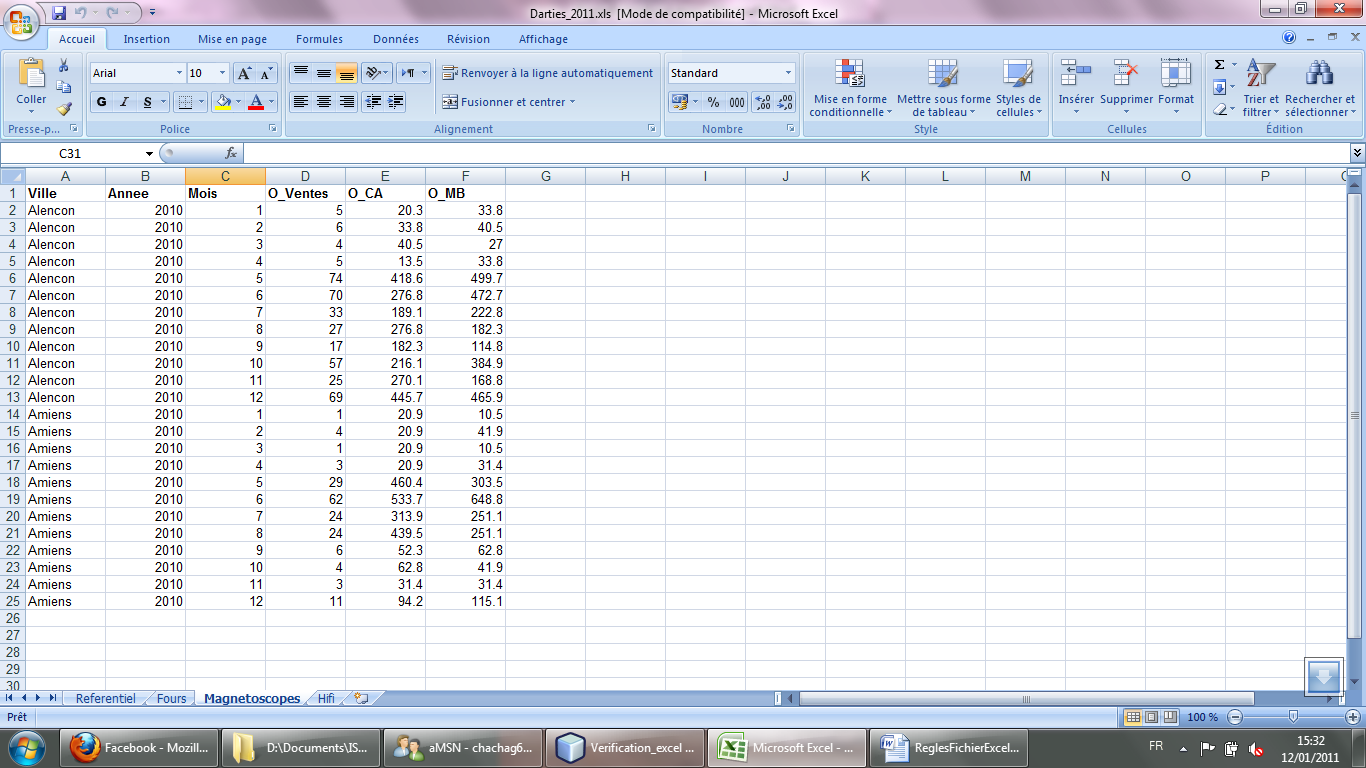 Darties_2011.xls [Mode de compatibilité] - Microsoft Excel
Accueil Insertion Mise en page Formules Données Révision Affichage
Coller
Presse-p...
Arial 10
G I S
Police
Renvoyer à la ligne automatiquement
Fusionner et centrer
Alignement
Standard
% 000
Nombre
Mise en forme conditionnelle
Mettre sous forme de tableau
Styles de cellules
Style
Insérer Supprimer Format
Cellules
Trier et filtrer
Rechercher et sélectionner
Édition
C31 fx
A B C D E F G H I J K L M N O P
1 Ville Annee Mois O_Ventes O_CA O_MB
2 Alencon 2010 1 5 20.3 33.8
3 Alencon 2010 2 6 33.8 40.5
4 Alencon 2010 3 4 40.5 27
5 Alencon 2010 4 5 13.5 33.8
6 Alencon 2010 5 74 418.6 499.7
7 Alencon 2010 6 70 276.8 472.7
8 Alencon 2010 7 33 189.1 222.8
9 Alencon 2010 8 27 276.8 182.3
10 Alencon 2010 9 17 182.3 114.8
11 Alencon 2010 10 57 216.1 384.9
12 Alencon 2010 11 25 270.1 168.8
13 Alencon 2010 12 69 445.7 465.9
14 Amiens 2010 1 1 20.9 10.5
15 Amiens 2010 2 4 20.9 41.9
16 Amiens 2010 3 1 20.9 10.5
17 Amiens 2010 4 3 20.9 31.4
18 Amiens 2010 5 29 460.4 303.5
19 Amiens 2010 6 62 533.7 648.8
20 Amiens 2010 7 24 313.9 251.1
21 Amiens 2010 8 24 439.5 251.1
22 Amiens 2010 9 6 52.3 62.8
23 Amiens 2010 10 4 62.8 41.9
24 Amiens 2010 11 3 31.4 31.4
25 Amiens 2010 12 11 94.2 115.1
26
27
28
29
30
Referentiel Fours Magnetoscopes Hifi
Prêt 100 %
Facebook - Mozill... D:\Documents\IS... aMSN - chachag6... Verification_excel ... Microsoft Excel - ... ReglesFichierExcel... FR 15:32
12/01/2011